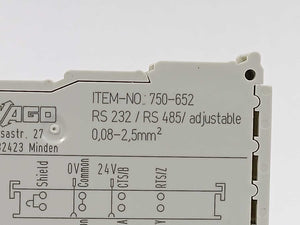 WAGO
ITEM-NO.: 750-652
RS 232 / RS 485/ adjustable
sastr. 27
0,08-2,5mm²
32423 Minden
Shield
0V
Common
24V
CTS/B
RTS/Z